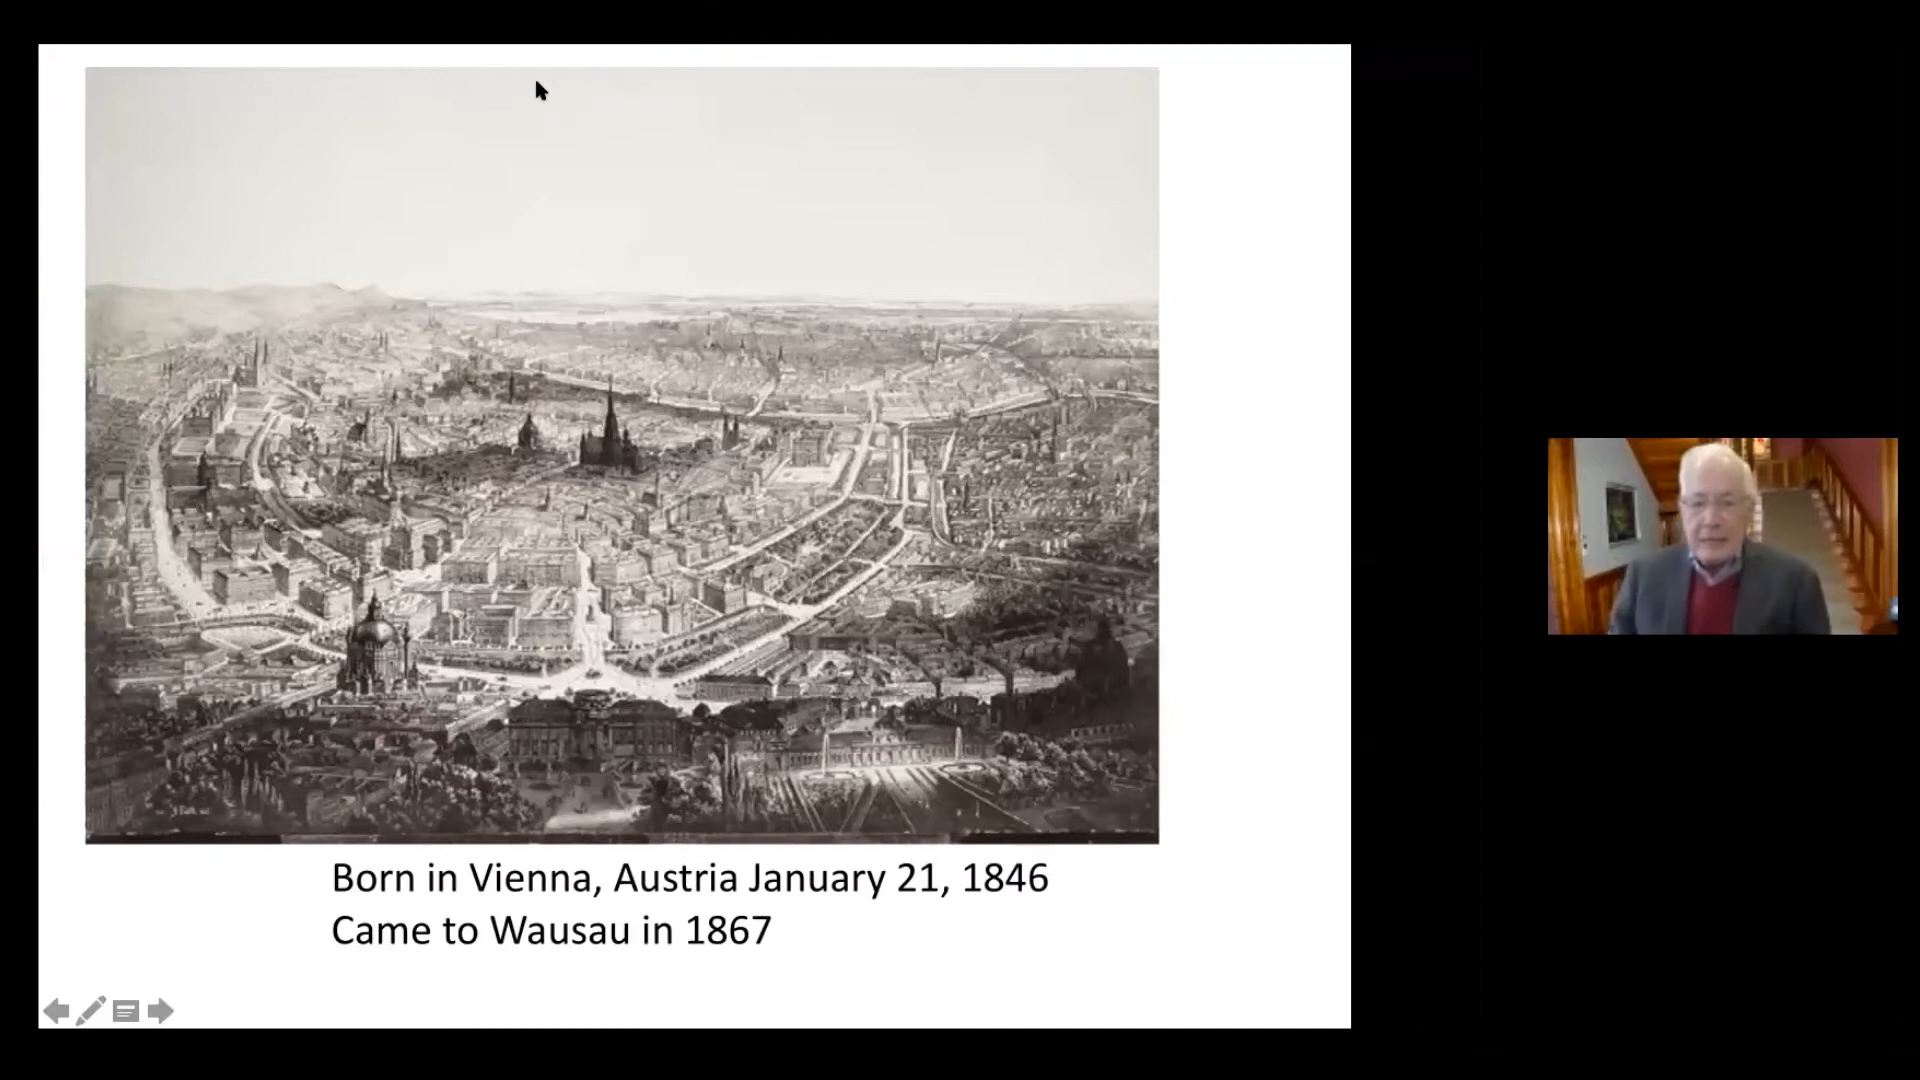 Born in Vienna, Austria January 21, 1846
Came to Wausau in 1867